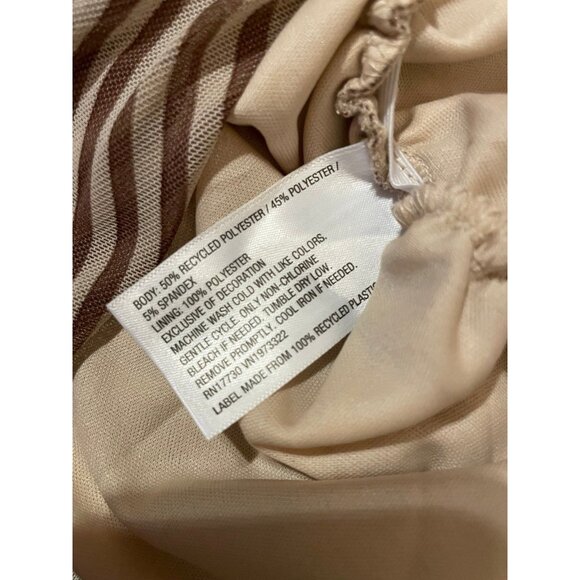 BODY: 50% RECYCLED POLYESTER / 45% POLYESTER /
5% SPANDEX
LINING: 100% POLYESTER
EXCLUSIVE OF DECORATION
MACHINE WASH COLD WITH LIKE COLORS.
GENTLE CYCLE. ONLY NON-CHLORINE
BLEACH IF NEEDED. TUMBLE DRY LOW.
REMOVE PROMPTLY. COOL IRON IF NEEDED.
RN17730 VN1973322
LABEL MADE FROM 100% RECYCLED PLASTIC